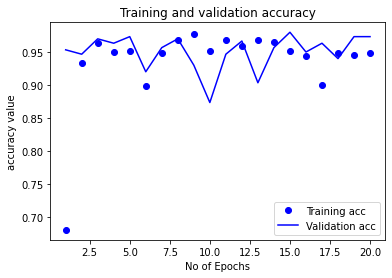 Training and validation accuracy
accuracy value
0.95
0.90
0.85
0.80
0.75
0.70
Training acc
Validation acc
2.5 5.0 7.5 10.0 12.5 15.0 17.5 20.0
No of Epochs